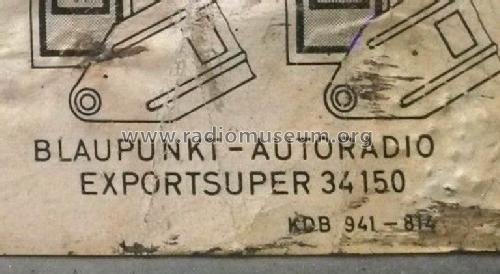 www.radiomuseum.org
BLAUPUNKT-AUTORADIO
EXPORTSUPER 34150
KDB 941-814